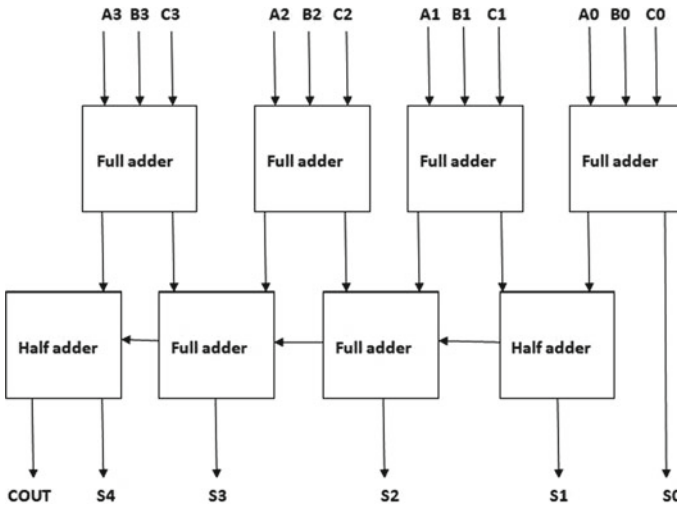 A3 B3 C3 A2 B2 C2 A1 B1 C1 A0 B0 C0
Full adder Full adder Full adder Full adder
Half adder Full adder Full adder Half adder
COUT S4 S3 S2 S1 S0